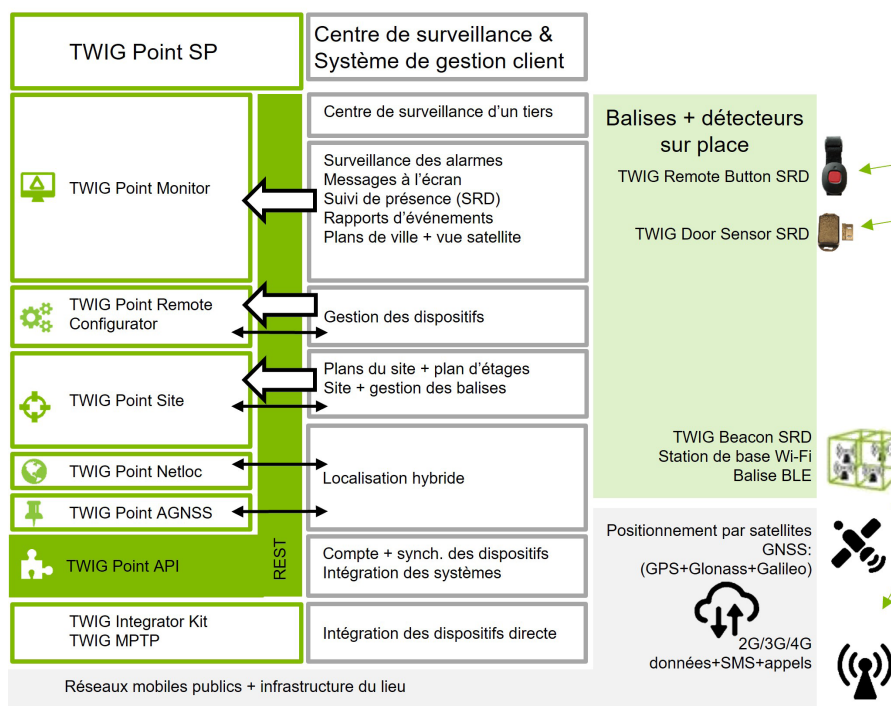 TWIG Point SP
Centre de surveillance &
Système de gestion client
TWIG Point Monitor
Centre de surveillance d'un tiers
Surveillance des alarmes
Messages à l'écran
Suivi de présence (SRD)
Rapports d'événements
Plans de ville + vue satellite
TWIG Point Remote
Configurator
Gestion des dispositifs
TWIG Point Site
Plans du site + plan d'étages
Site + gestion des balises
TWIG Point Netloc
Localisation hybride
TWIG Point AGNSS
TWIG Point API
REST
Compte + synch. des dispositifs
Intégration des systèmes
TWIG Integrator Kit
TWIG MPTP
Intégration des dispositifs directe
Réseaux mobiles publics + infrastructure du lieu
Balises + détecteurs
sur place
TWIG Remote Button SRD
TWIG Door Sensor SRD
TWIG Beacon SRD
Station de base Wi-Fi
Balise BLE
Positionnement par satellites
GNSS:
(GPS+Glonass+Galileo)
2G/3G/4G
données+SMS+appels